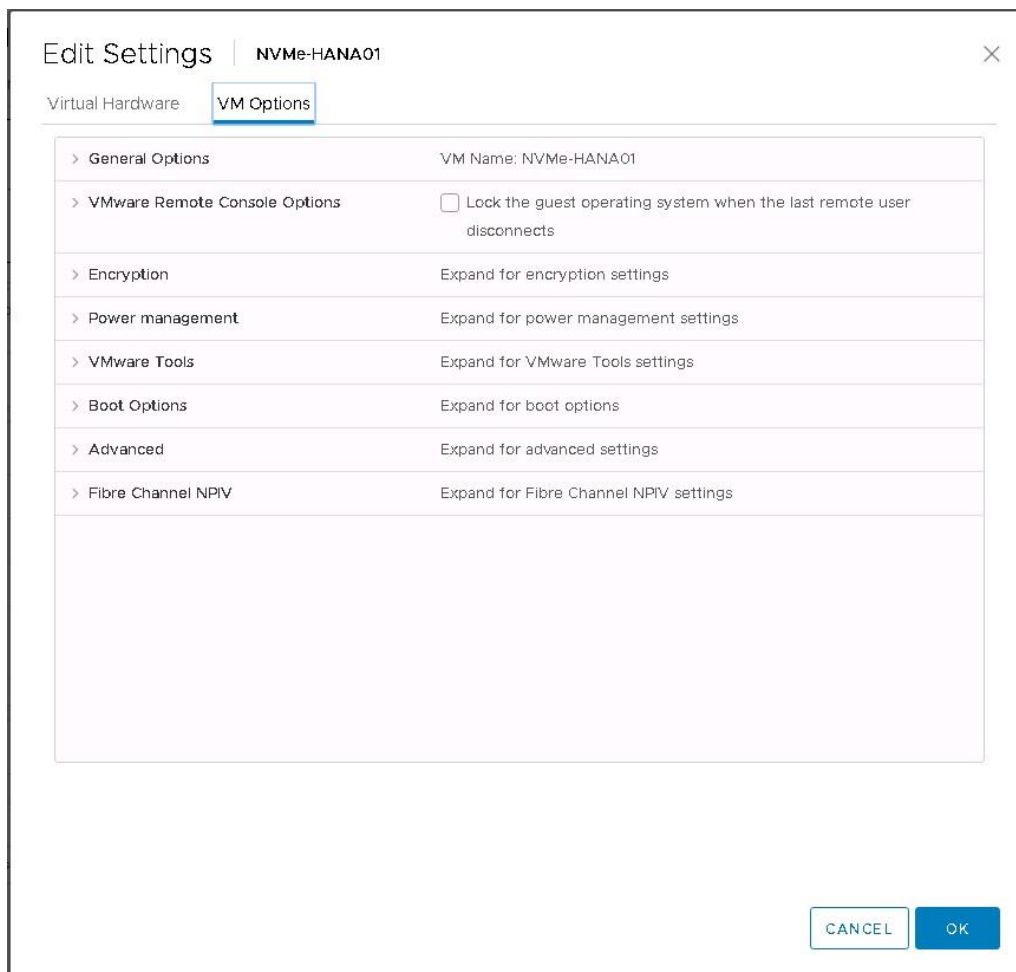 Edit Settings NVMe-HANA01
Virtual Hardware VM Options
General Options VM Name: NVMe-HANA01
VMware Remote Console Options Lock the guest operating system when the last remote user
disconnects
Encryption Expand for encryption settings
Power management Expand for power management settings
VMware Tools Expand for VMware Tools settings
Boot Options Expand for boot options
Advanced Expand for advanced settings
Fibre Channel NPIV Expand for Fibre Channel NPIV settings
CANCEL OK